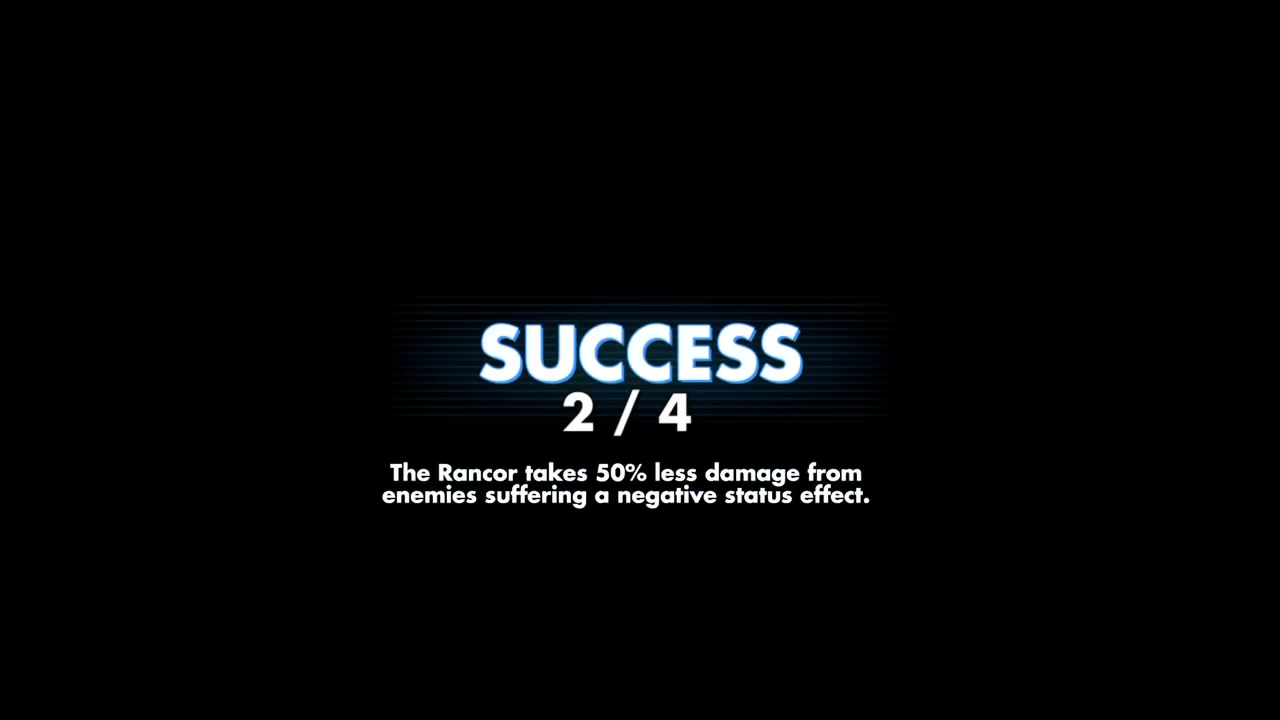 SUCCESS
2 / 4
The Rancor takes 50% less damage from
enemies suffering a negative status effect.